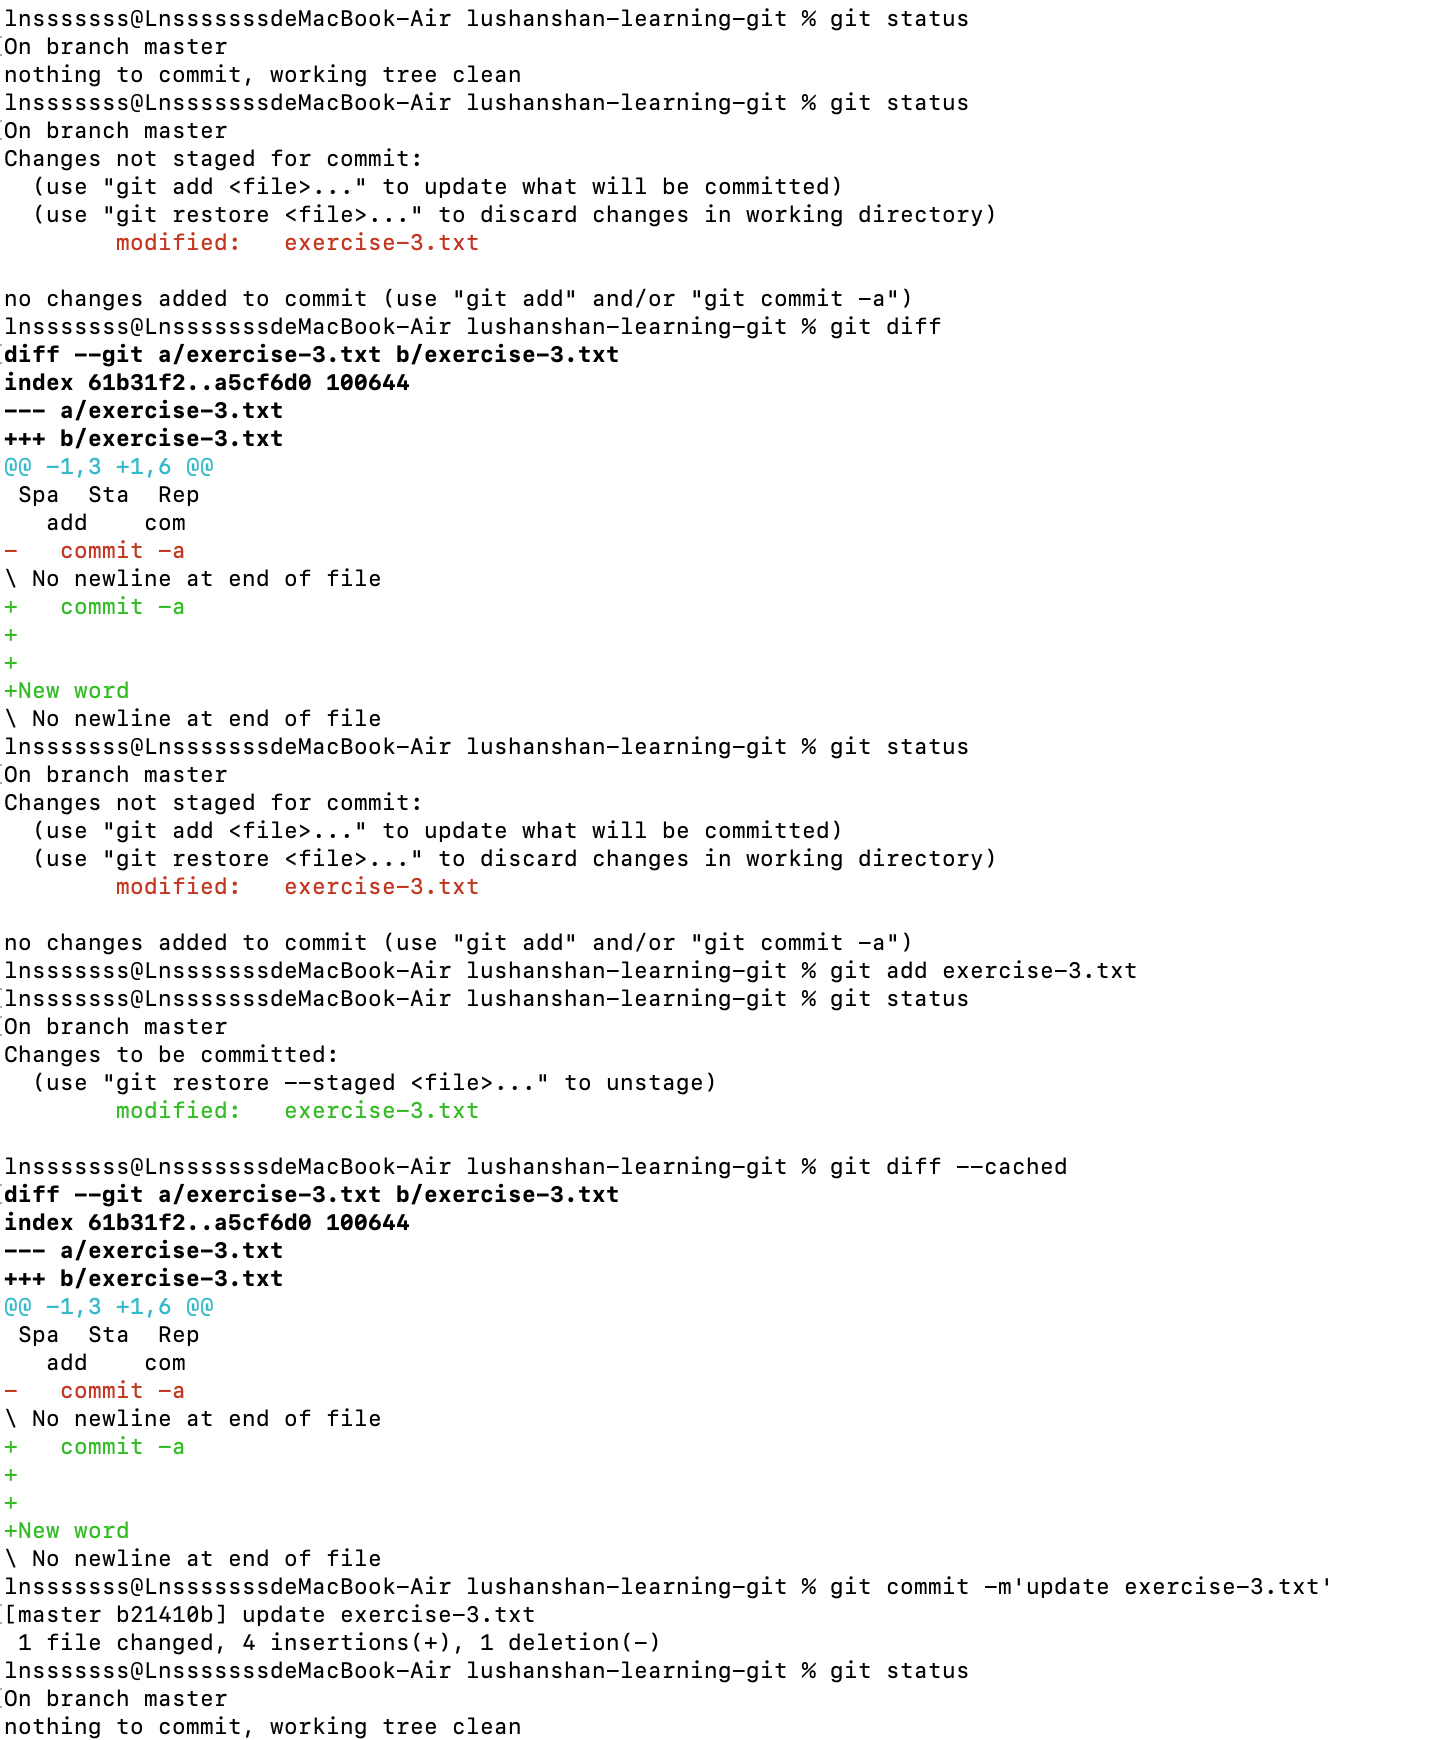 lnsssssss@LnsssssssdeMacBook-Air lushanshan-learning-git % git status
On branch master
nothing to commit, working tree clean
lnsssssss@LnsssssssdeMacBook-Air lushanshan-learning-git % git status
On branch master
Changes not staged for commit:
  (use "git add <file>..." to update what will be committed)
  (use "git restore <file>..." to discard changes in working directory)
        modified:   exercise-3.txt

no changes added to commit (use "git add" and/or "git commit -a")
lnsssssss@LnsssssssdeMacBook-Air lushanshan-learning-git % git diff
diff --git a/exercise-3.txt b/exercise-3.txt
index 61b31f2..a5cf6d0 100644
--- a/exercise-3.txt
+++ b/exercise-3.txt
@@ -1,3 +1,6 @@
 Spa  Sta  Rep
   add    com
-   commit -a
\ No newline at end of file
+   commit -a
+
+
+New word
\ No newline at end of file
lnsssssss@LnsssssssdeMacBook-Air lushanshan-learning-git % git status
On branch master
Changes not staged for commit:
  (use "git add <file>..." to update what will be committed)
  (use "git restore <file>..." to discard changes in working directory)
        modified:   exercise-3.txt

no changes added to commit (use "git add" and/or "git commit -a")
lnsssssss@LnsssssssdeMacBook-Air lushanshan-learning-git % git add exercise-3.txt
lnsssssss@LnsssssssdeMacBook-Air lushanshan-learning-git % git status
On branch master
Changes to be committed:
  (use "git restore --staged <file>..." to unstage)
        modified:   exercise-3.txt

lnsssssss@LnsssssssdeMacBook-Air lushanshan-learning-git % git diff --cached
diff --git a/exercise-3.txt b/exercise-3.txt
index 61b31f2..a5cf6d0 100644
--- a/exercise-3.txt
+++ b/exercise-3.txt
@@ -1,3 +1,6 @@
 Spa  Sta  Rep
   add    com
-   commit -a
\ No newline at end of file
+   commit -a
+
+
+New word
\ No newline at end of file
lnsssssss@LnsssssssdeMacBook-Air lushanshan-learning-git % git commit -m'update exercise-3.txt'
[master b21410b] update exercise-3.txt
 1 file changed, 4 insertions(+), 1 deletion(-)
lnsssssss@LnsssssssdeMacBook-Air lushanshan-learning-git % git status
On branch master
nothing to commit, working tree clean